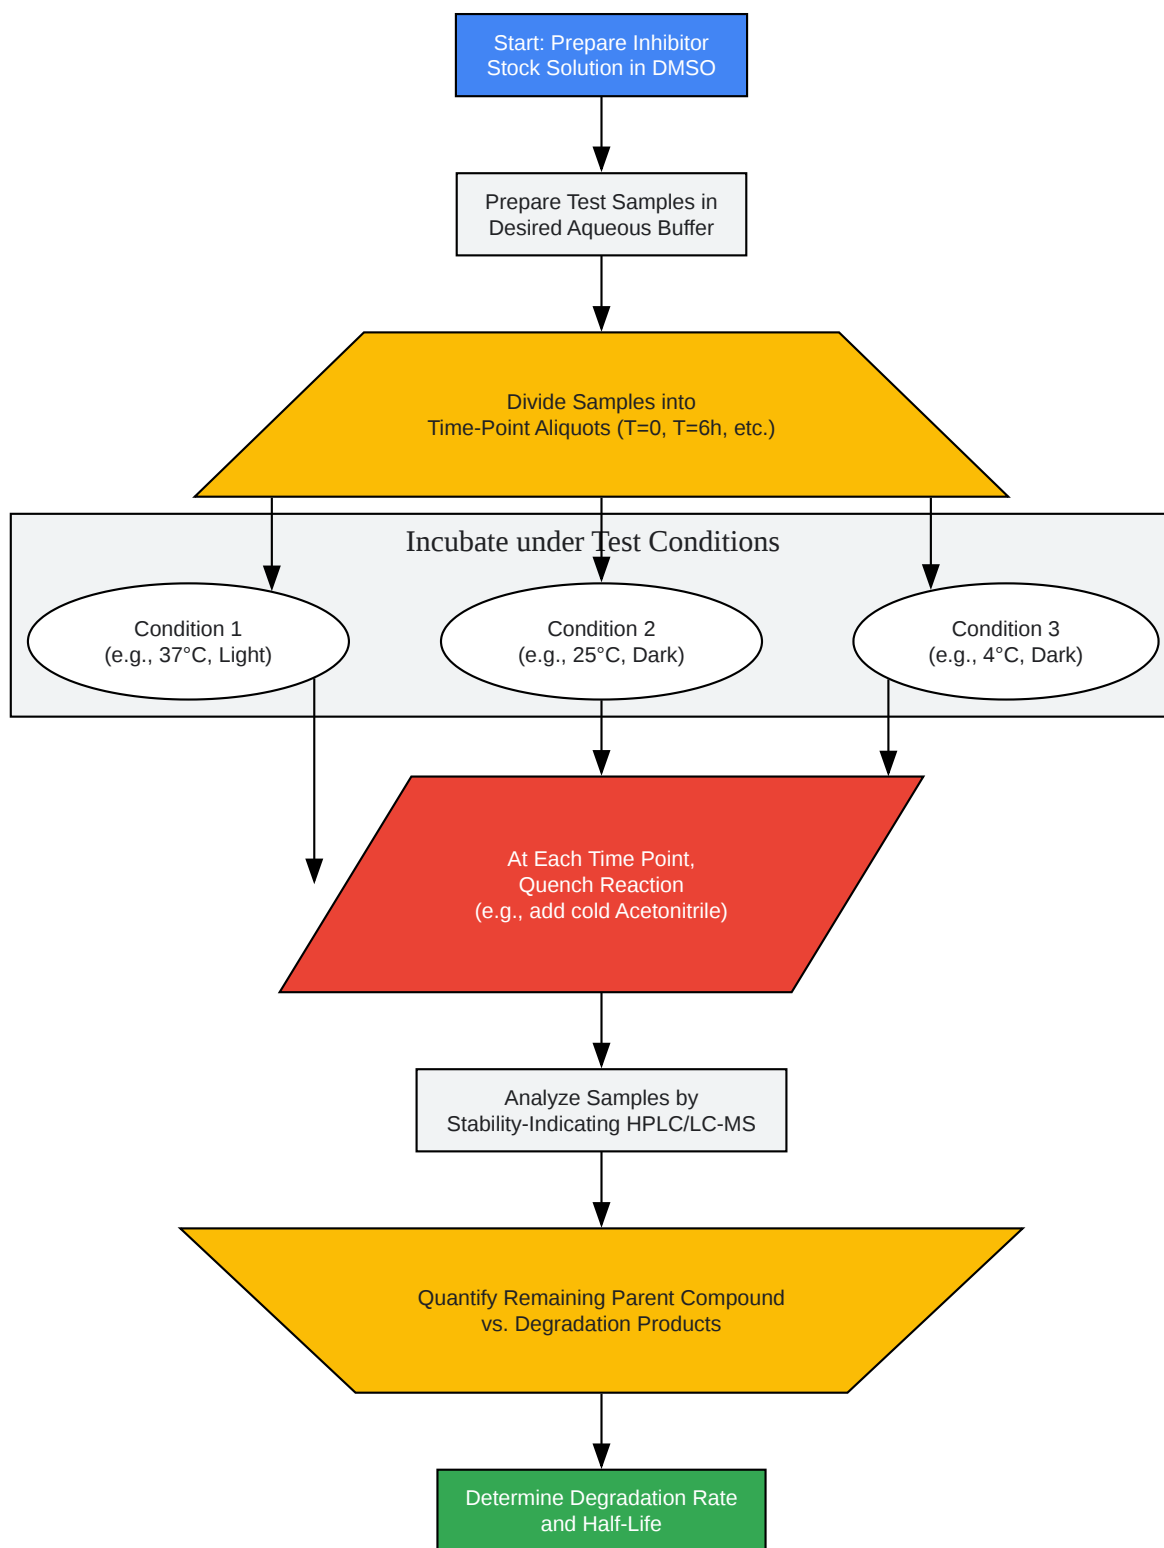 Start: Prepare Inhibitor
Stock Solution in DMSO
Prepare Test Samples in
Desired Aqueous Buffer
Divide Samples into
Time-Point Aliquots (T=0, T=6h, etc.)
Incubate under Test Conditions
Condition 1
(e.g., 37°C, Light)
Condition 2
(e.g., 25°C, Dark)
Condition 3
(e.g., 4°C, Dark)
At Each Time Point,
Quench Reaction
(e.g., add cold Acetonitrile)
Analyze Samples by
Stability-Indicating HPLC/LC-MS
Quantify Remaining Parent Compound
vs. Degradation Products
Determine Degradation Rate
and Half-Life